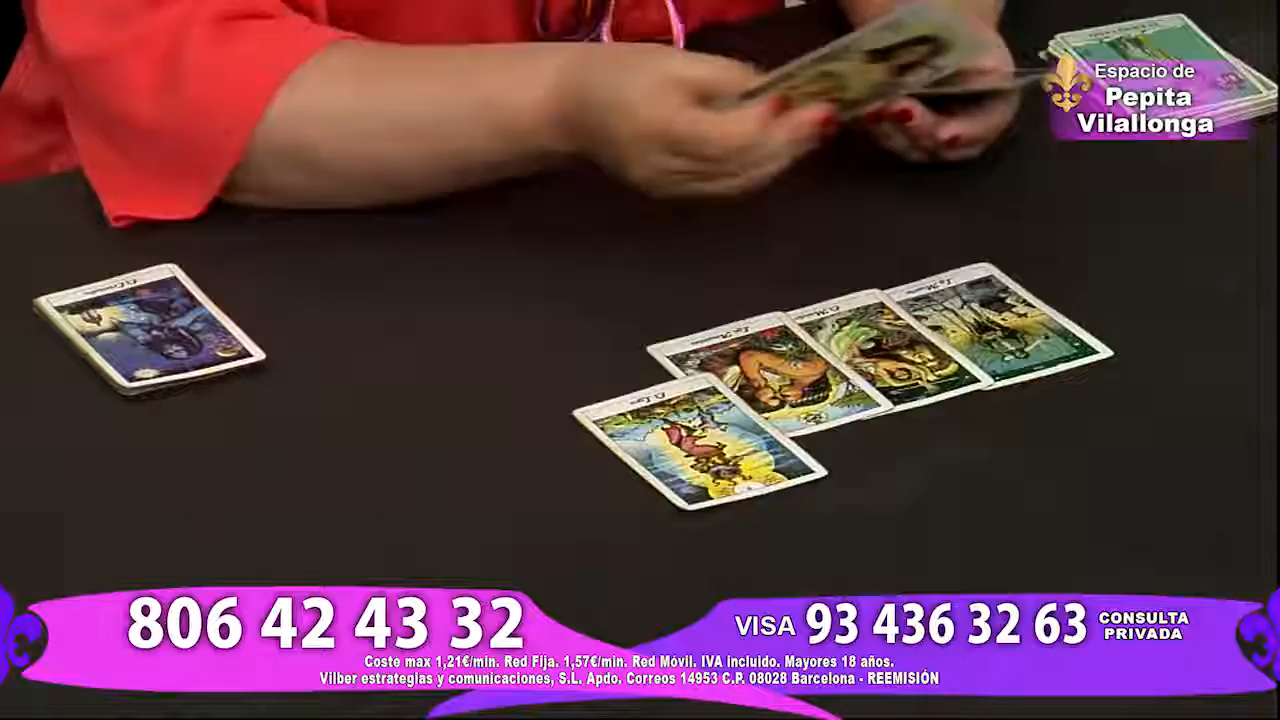 Espacio de
Pepita
Vilallonga
806 42 43 32
VISA 93 436 32 63 CONSULTA PRIVADA
Coste max 1,21€/min. Red Fija. 1,57€/min. Red Móvil. IVA incluido. Mayores 18 años.
Vilber estrategias y comunicaciones, S.L. Apdo. Correos 14953 C.P. 08028 Barcelona - REEMISIÓN